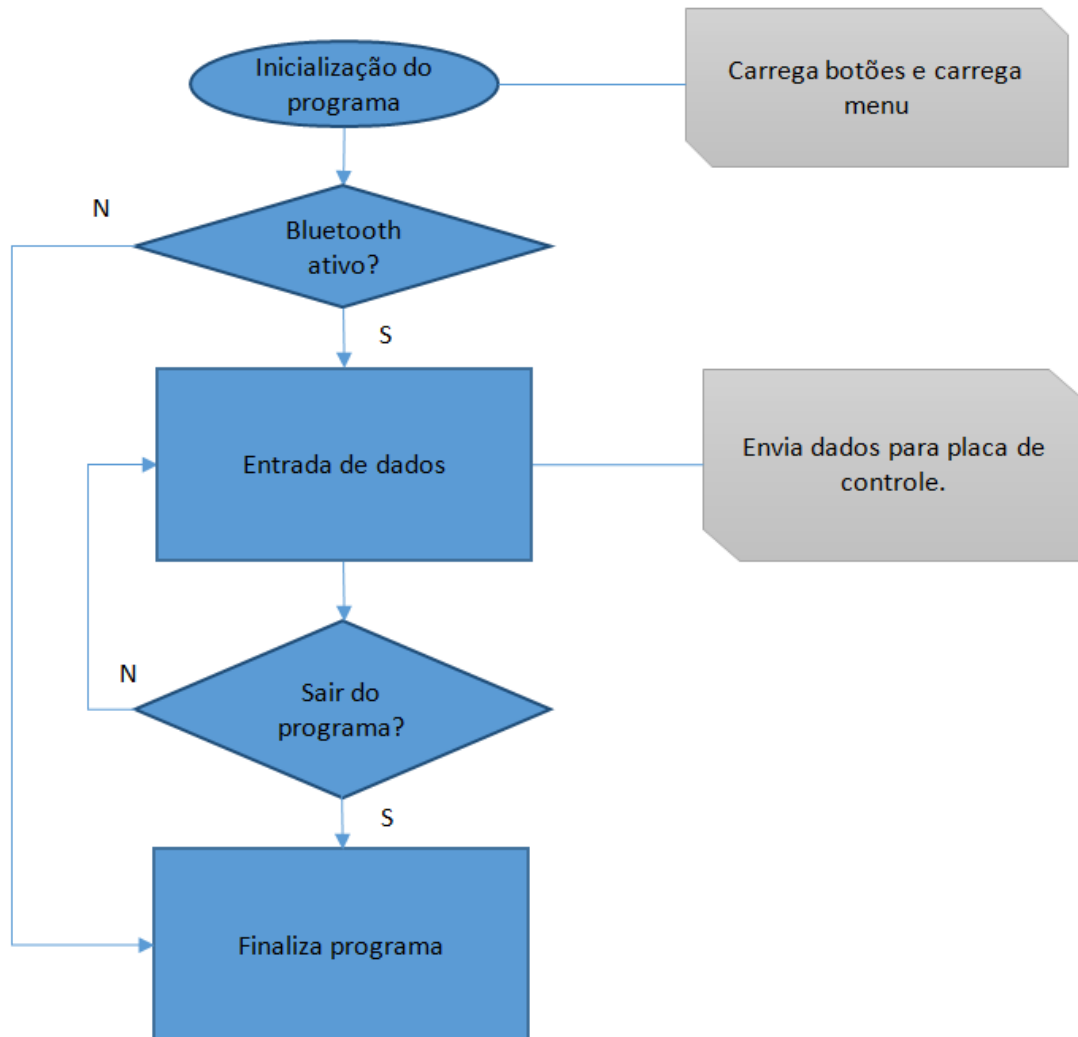 Inicialização do
programa
Carrega botões e carrega
menu
N
Bluetooth
ativo?
S
Entrada de dados
Envia dados para placa de
controle.
N
Sair do
programa?
S
Finaliza programa